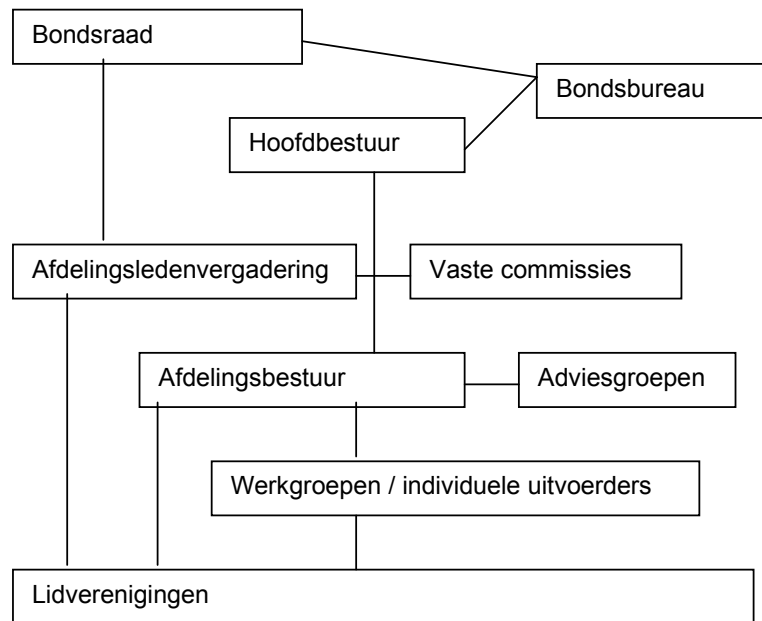 Bondsraad
Bondsbureau
Hoofdbestuur
Afdelingsledenvergadering
Vaste commissies
Afdelingsbestuur
Adviesgroepen
Werkgroepen / individuele uitvoerders
Lidverenigingen